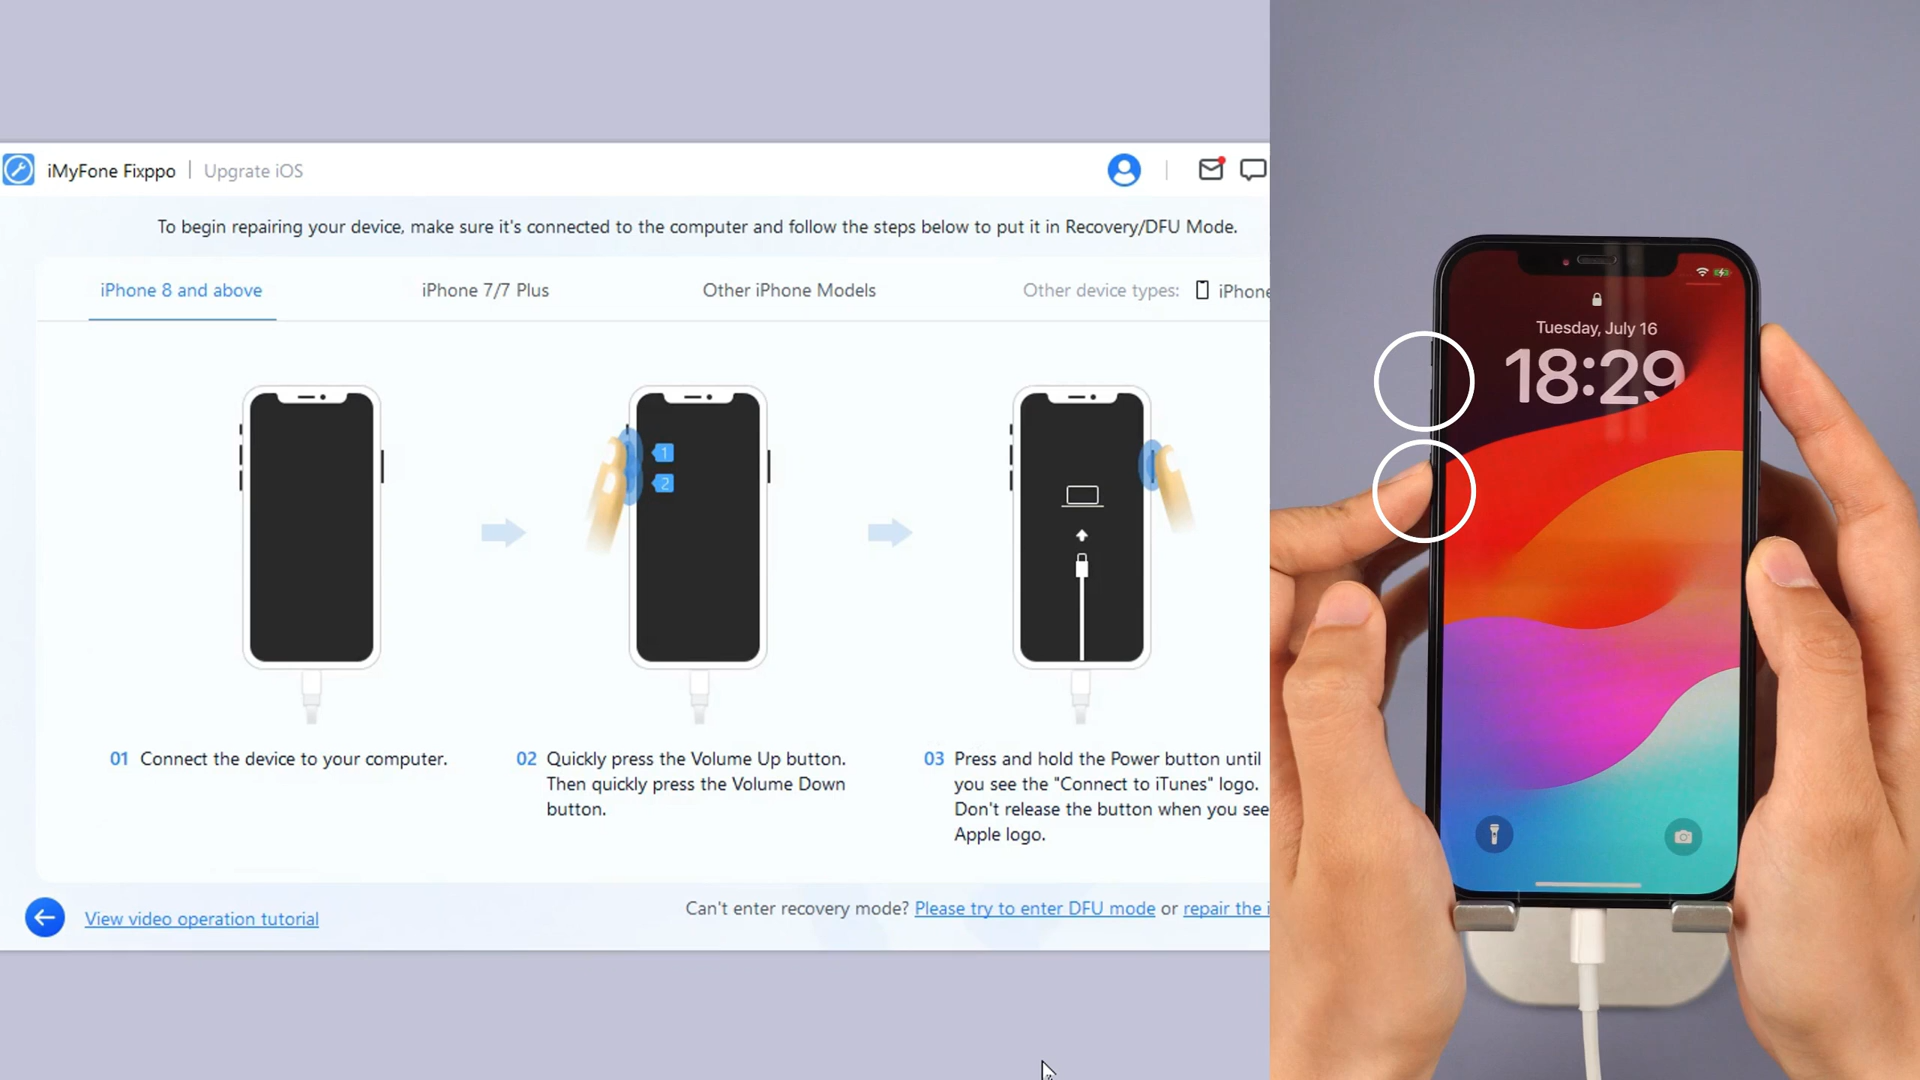 iMyFone Fixppo | Upgrade iOS
To begin repairing your device, make sure it's connected to the computer and follow the steps below to put it in Recovery/DFU Mode.
iPhone 8 and above
iPhone 7/7 Plus
Other iPhone Models
Other device types:
iPhone
1
2
01 Connect the device to your computer.
02 Quickly press the Volume Up button.
Then quickly press the Volume Down
button.
03 Press and hold the Power button until
you see the "Connect to iTunes" logo.
Don't release the button when you see
Apple logo.
View video operation tutorial
Can't enter recovery mode? Please try to enter DFU mode or repair the i
Tuesday, July 16
18:29